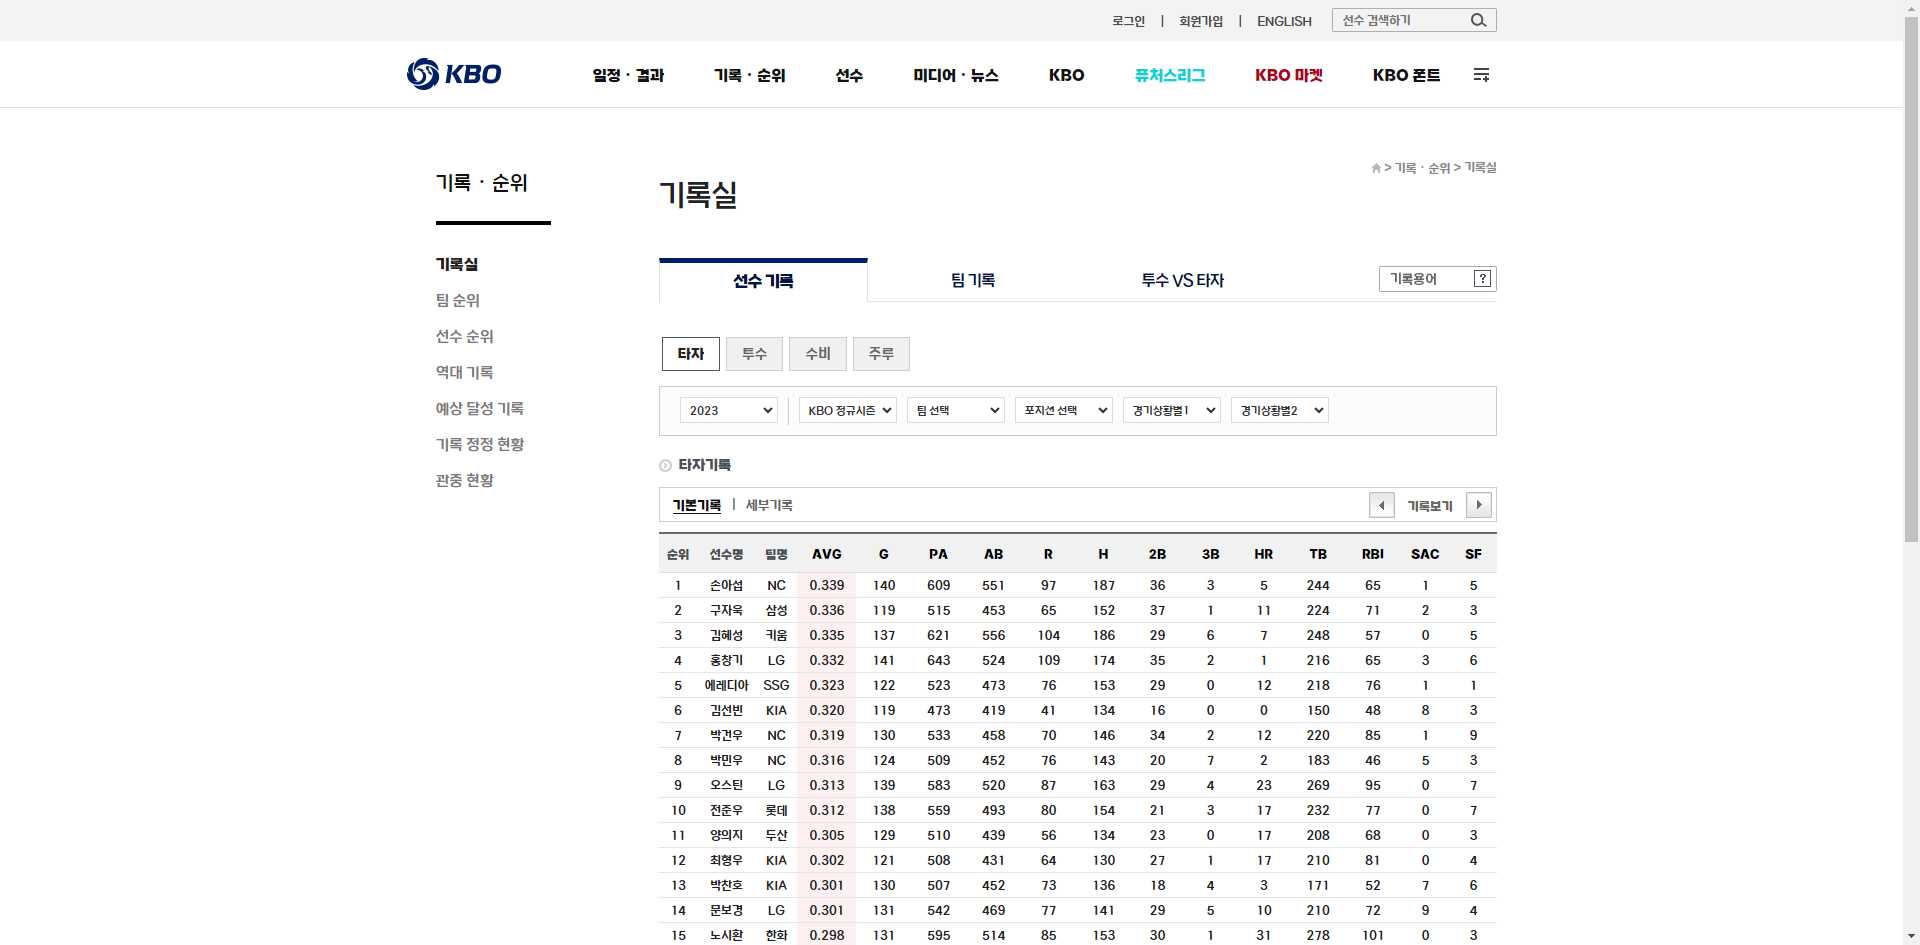 로그인 | 회원가입 | ENGLISH 선수 검색하기
KBO 일정 · 결과 기록 · 순위 선수 미디어 · 뉴스 KBO 퓨처스리그 KBO 마켓 KBO 폰트
> 기록 · 순위 > 기록실
기록 · 순위
기록실
팀 순위
선수 순위
역대 기록
예상 달성 기록
기록 정정 현황
관중 현황
기록실
선수 기록 팀 기록 투수 VS 타자 기록용어 ?
타자 투수 수비 주루
2023 KBO 정규시즌 팀 선택 포지션 선택 경기상황별1 경기상황별2
타자기록
기본기록 | 세부기록 기록보기
순위 선수명 팀명 AVG G PA AB R H 2B 3B HR TB RBI SAC SF
1 손아섭 NC 0.339 140 609 551 97 187 36 3 5 244 65 1 5
2 구자욱 삼성 0.336 119 515 453 65 152 37 1 11 224 71 2 3
3 김혜성 키움 0.335 137 621 556 104 186 29 6 7 248 57 0 5
4 홍창기 LG 0.332 141 643 524 109 174 35 2 1 216 65 3 6
5 에레디아 SSG 0.323 122 523 473 76 153 29 0 12 218 76 1 1
6 김선빈 KIA 0.320 119 473 419 41 134 16 0 0 150 48 8 3
7 박건우 NC 0.319 130 533 458 70 146 34 2 12 220 85 1 9
8 박민우 NC 0.316 124 509 452 76 143 20 7 2 183 46 5 3
9 오스틴 LG 0.313 139 583 520 87 163 29 4 23 269 95 0 7
10 전준우 롯데 0.312 138 559 493 80 154 21 3 17 232 77 0 7
11 양의지 두산 0.305 129 510 439 56 134 23 0 17 208 68 0 3
12 최형우 KIA 0.302 121 508 431 64 130 27 1 17 210 81 0 4
13 박찬호 KIA 0.301 130 507 452 73 136 18 4 3 171 52 7 6
14 문보경 LG 0.301 131 542 469 77 141 29 5 10 210 72 9 4
15 노시환 한화 0.298 131 595 514 85 153 30 1 31 278 101 0 3